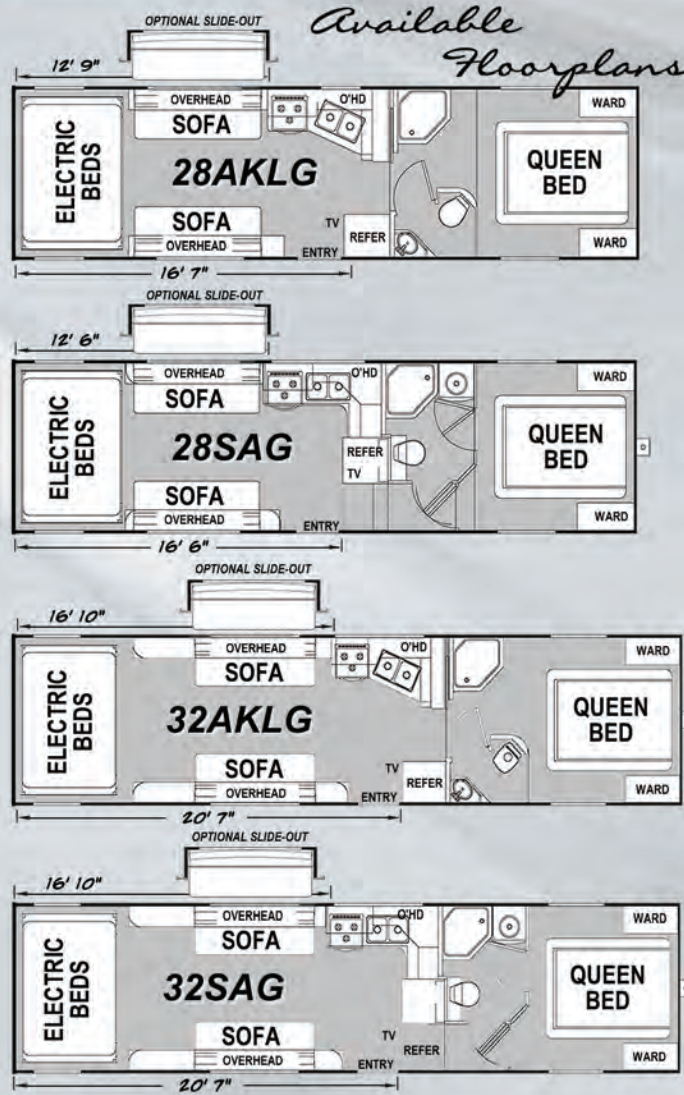 Available
Floorplans
OPTIONAL SLIDE-OUT
12' 9"
OVERHEAD
SOFA
O'HD
WARD
ELECTRIC
BEDS
28AKLG
QUEEN
BED
SOFA
OVERHEAD
TV
REFER
ENTRY
WARD
16' 7"
OPTIONAL SLIDE-OUT
12' 6"
OVERHEAD
SOFA
O'HD
WARD
ELECTRIC
BEDS
28SAG
REFER
TV
QUEEN
BED
SOFA
OVERHEAD
ENTRY
WARD
16' 6"
OPTIONAL SLIDE-OUT
16' 10"
OVERHEAD
SOFA
O'HD
WARD
ELECTRIC
BEDS
32AKLG
QUEEN
BED
SOFA
OVERHEAD
TV
REFER
ENTRY
WARD
20' 7"
OPTIONAL SLIDE-OUT
16' 10"
OVERHEAD
SOFA
O'HD
WARD
ELECTRIC
BEDS
32SAG
QUEEN
BED
SOFA
OVERHEAD
TV
REFER
ENTRY
WARD
20' 7"